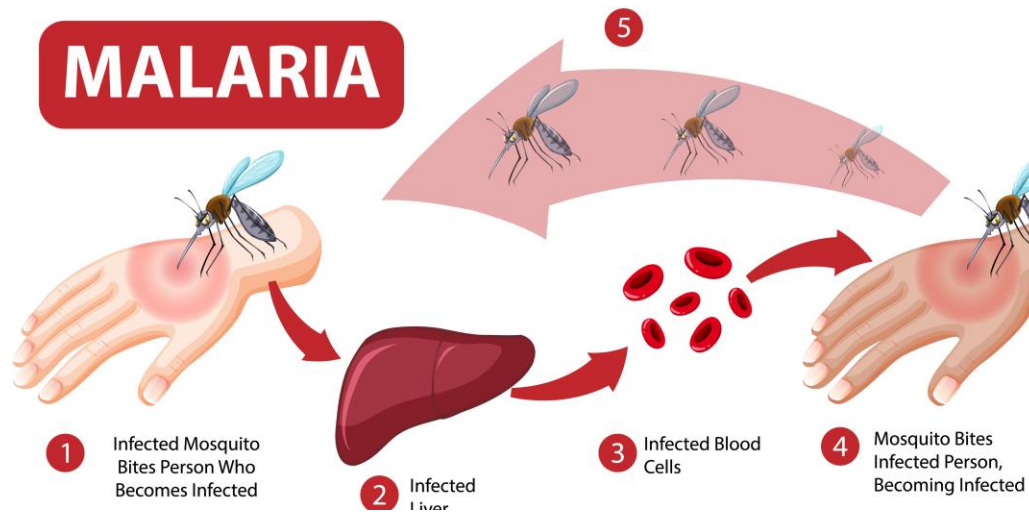 MALARIA
5
1
Infected Mosquito
Bites Person Who
Becomes Infected
2
Infected
Liver
3
Infected Blood
Cells
4
Mosquito Bites
Infected Person,
Becoming Infected